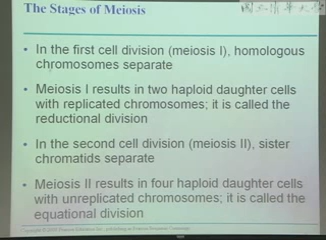 The Stages of Meiosis
• In the first cell division (meiosis I), homologous
chromosomes separate
• Meiosis I results in two haploid daughter cells
with replicated chromosomes; it is called the
reductional division
• In the second cell division (meiosis II), sister
chromatids separate
• Meiosis II results in four haploid daughter cells
with unreplicated chromosomes; it is called the
equational division